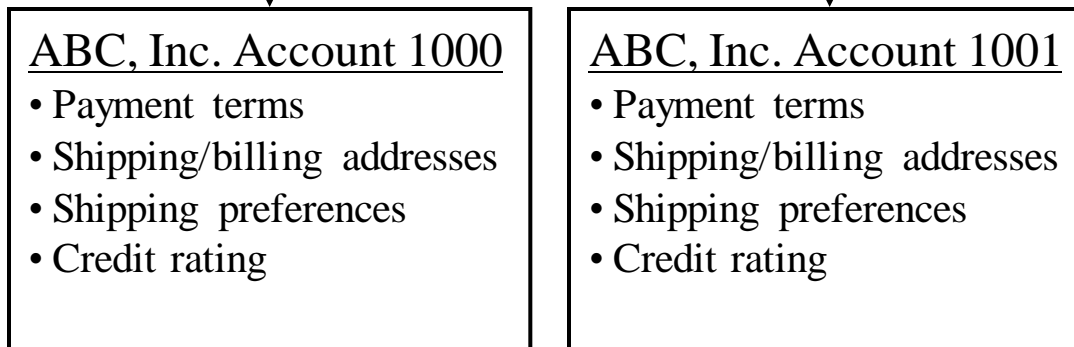 ABC, Inc. Account 1000
• Payment terms
• Shipping/billing addresses
• Shipping preferences
• Credit rating
ABC, Inc. Account 1001
• Payment terms
• Shipping/billing addresses
• Shipping preferences
• Credit rating